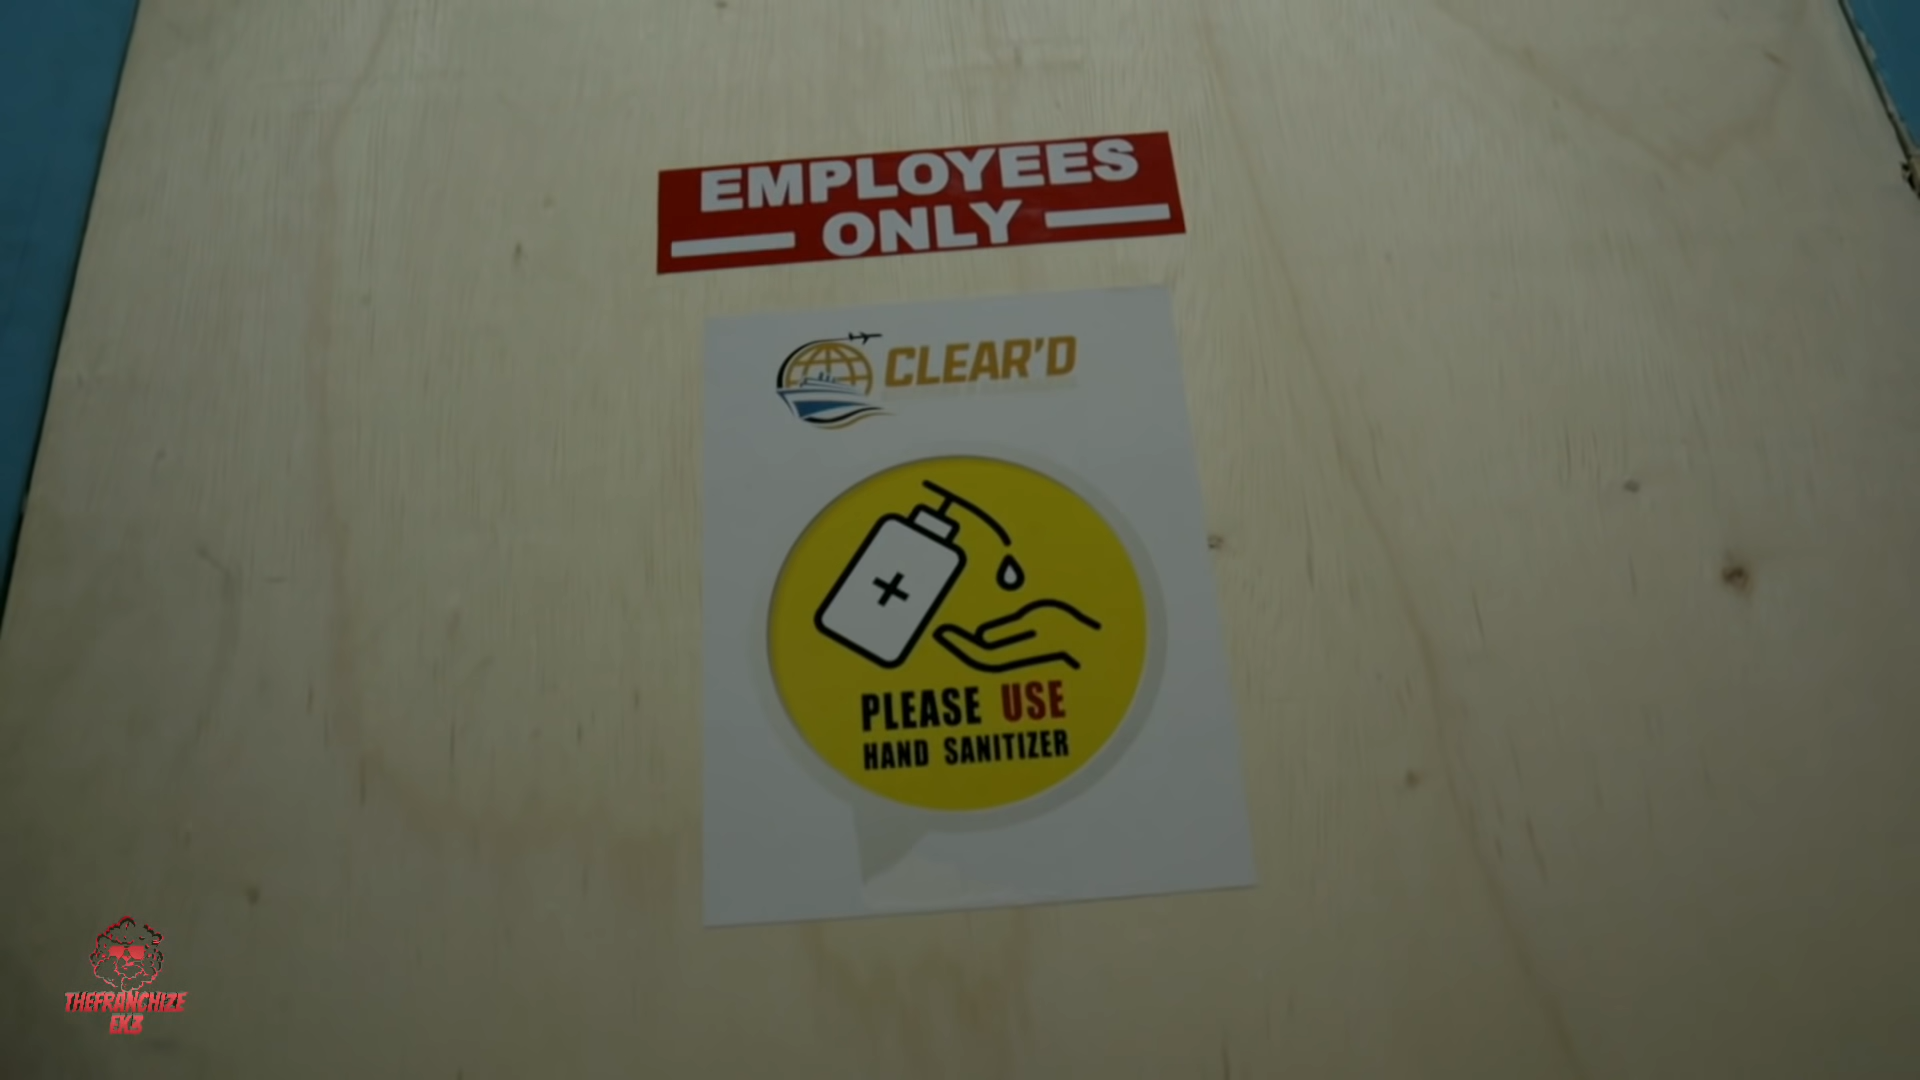 EMPLOYEES
ONLY
CLEAR'D
PLEASE USE
HAND SANITIZER
THEFRANCHIZE
EK3